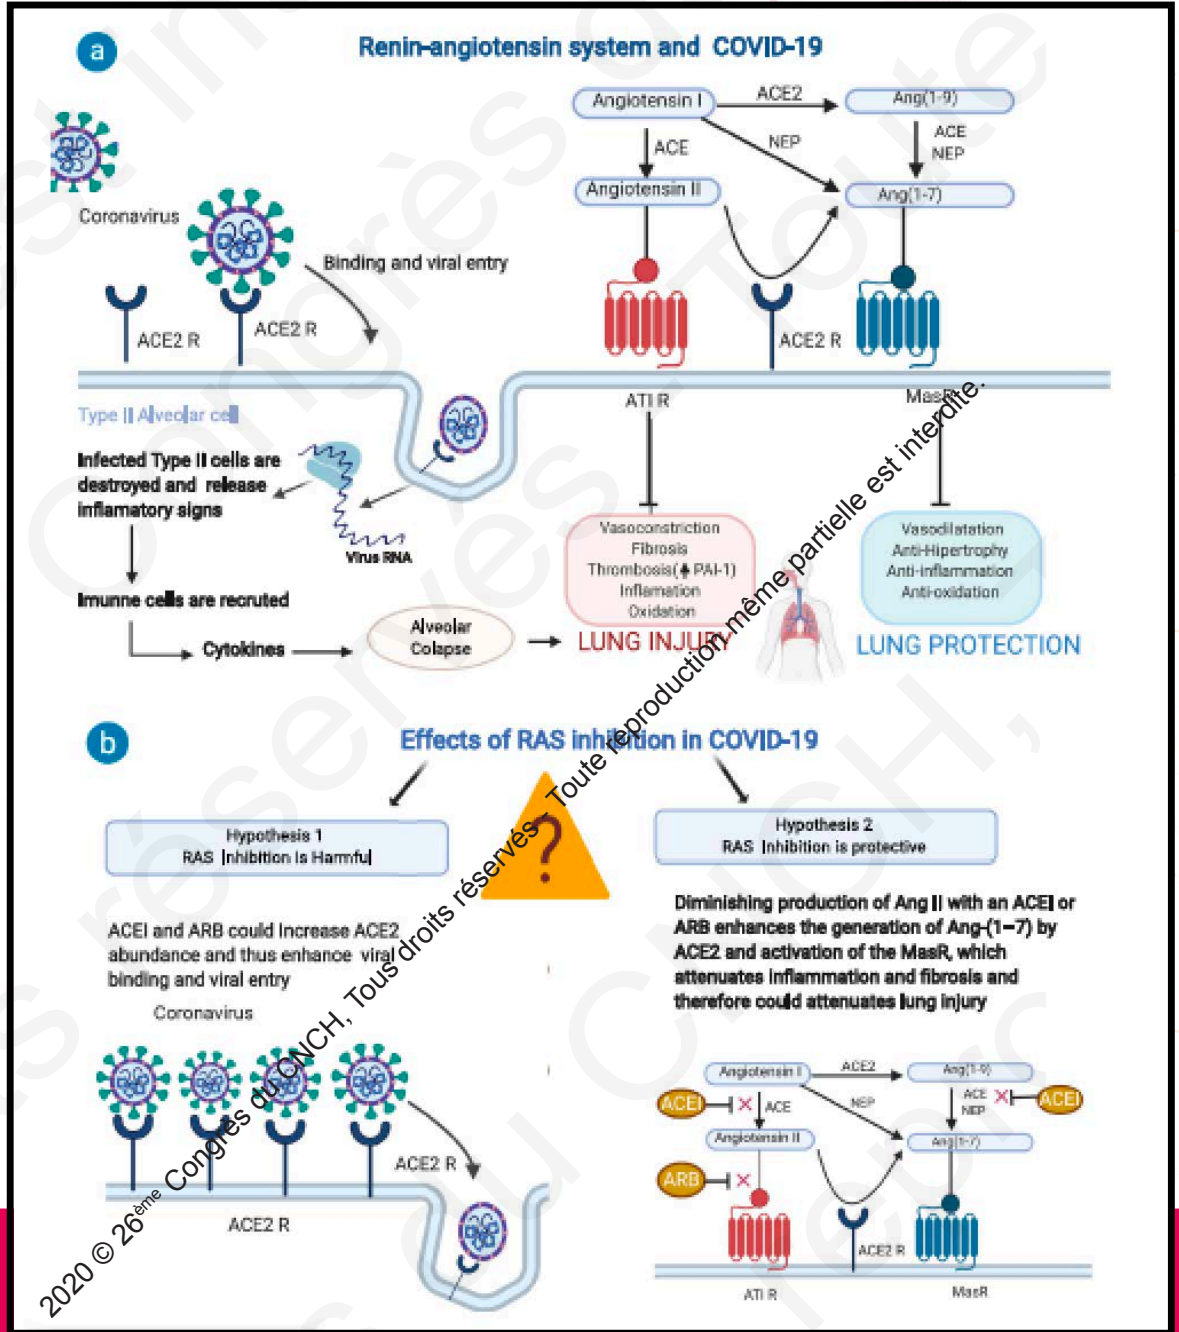 a
Renin-angiotensin system and COVID-19
Coronavirus
Binding and viral entry
ACE2 R
ACE2 R
Angiotensin I
ACE2
Ang(1-9)
ACE
NEP
ACE
NEP
Angiotensin II
Ang(1-7)
ACE2 R
ATI R
MasR
Type II Alveolar cell
Infected Type II cells are
destroyed and release
inflamatory signs
Virus RNA
Imunne cells are recruted
Cytokines
Alveolar
Colapse
Vasoconstriction
Fibrosis
Thrombosis(⬆ PAI-1)
Inflamation
Oxidation
LUNG INJURY
Vasodilatation
Anti-Hipertrophy
Anti-inflammation
Anti-oxidation
LUNG PROTECTION
b
Effects of RAS inhibition in COVID-19
?
Hypothesis 1
RAS Inhibition is Harmful
Hypothesis 2
RAS Inhibition is protective
ACEI and ARB could increase ACE2
abundance and thus enhance viral
binding and viral entry
Coronavirus
ACE2 R
ACE2 R
Diminishing production of Ang II with an ACEI or
ARB enhances the generation of Ang-(1-7) by
ACE2 and activation of the MasR, which
attenuates inflammation and fibrosis and
therefore could attenuates lung injury
Angiotensin I
ACE2
Ang(1-9)
ACEI
ACE
NEP
ACE
NEP
ACEI
Angiotensin II
Ang(1-7)
ARB
ACE2 R
ATI R
MasR
2020 © 26ème Congrès du CNCH, Tous droits réservés - Toute reproduction même partielle est interdite.